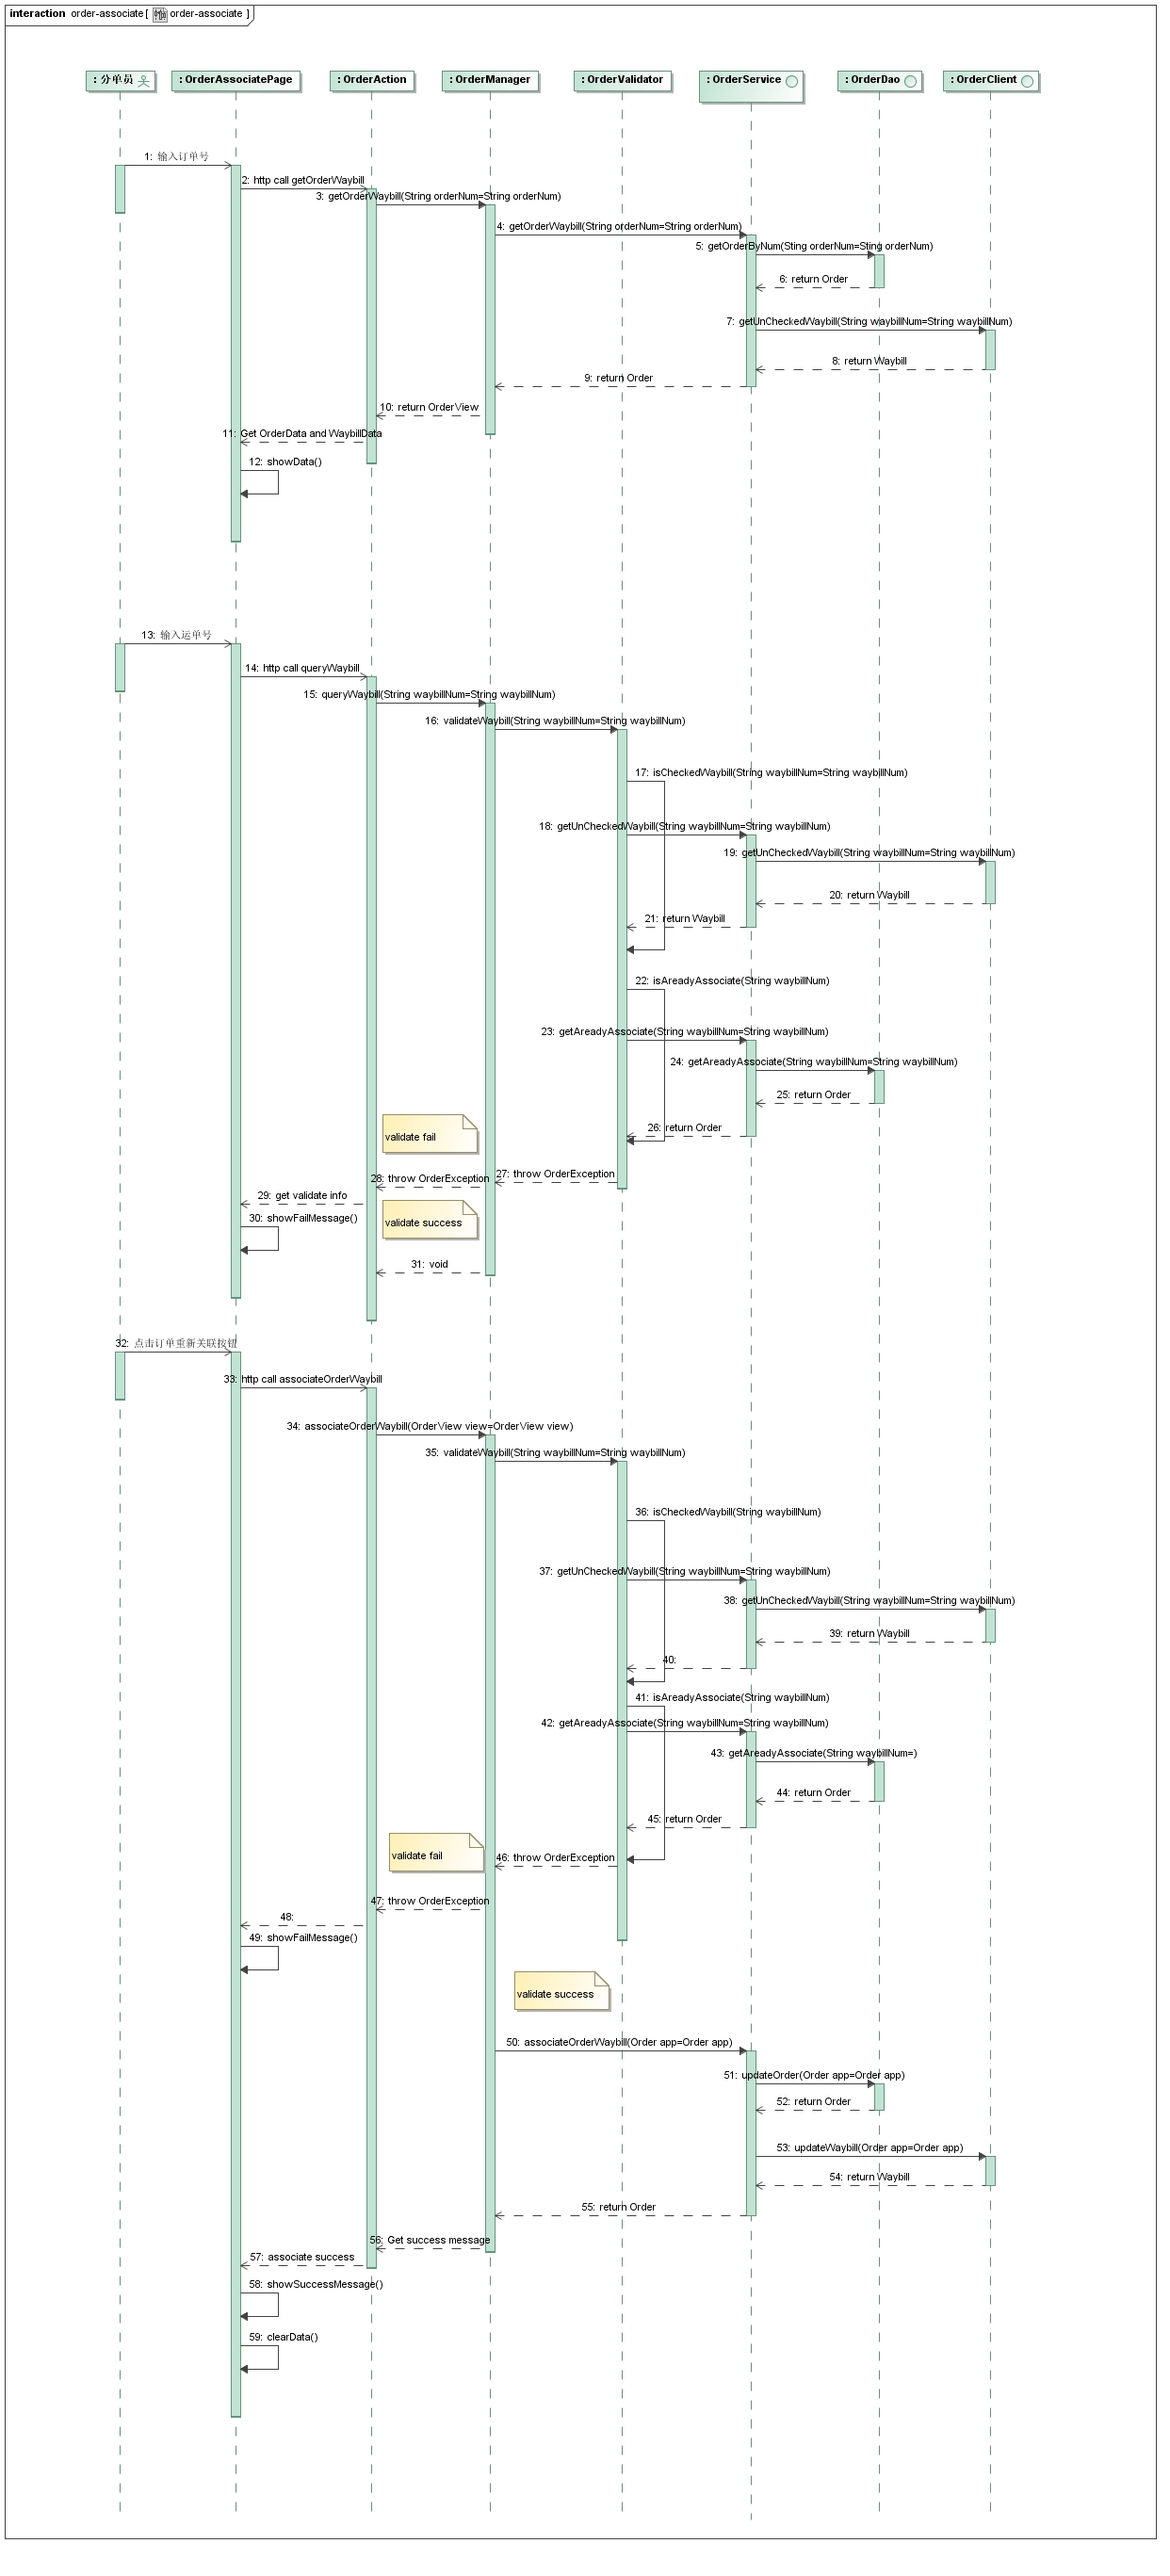 interaction order-associate [ order-associate ]
: 分单员
: OrderAssociatePage
: OrderAction
: OrderManager
: OrderValidator
: OrderService
: OrderDao
: OrderClient
1: 输入订单号
2: http call getOrderWaybill
3: getOrderWaybill(String orderNum=String orderNum)
4: getOrderWaybill(String orderNum=String orderNum)
5: getOrderByNum(Sting orderNum=Sting orderNum)
6: return Order
7: getUnCheckedWaybill(String waybillNum=String waybillNum)
8: return Waybill
9: return Order
10: return OrderView
11: Get OrderData and WaybillData
12: showData()
13: 输入运单号
14: http call queryWaybill
15: queryWaybill(String waybillNum=String waybillNum)
16: validateWaybill(String waybillNum=String waybillNum)
17: isCheckedWaybill(String waybillNum=String waybillNum)
18: getUnCheckedWaybill(String waybillNum=String waybillNum)
19: getUnCheckedWaybill(String waybillNum=String waybillNum)
20: return Waybill
21: return Waybill
22: isAreadyAssociate(String waybillNum)
23: getAreadyAssociate(String waybillNum=String waybillNum)
24: getAreadyAssociate(String waybillNum=String waybillNum)
25: return Order
26: return Order
validate fail
27: throw OrderException
28: throw OrderException
29: get validate info
30: showFailMessage()
validate success
31: void
32: 点击订单重新关联按钮
33: http call associateOrderWaybill
34: associateOrderWaybill(OrderView view=OrderView view)
35: validateWaybill(String waybillNum=String waybillNum)
36: isCheckedWaybill(String waybillNum)
37: getUnCheckedWaybill(String waybillNum=String waybillNum)
38: getUnCheckedWaybill(String waybillNum=String waybillNum)
39: return Waybill
40:
41: isAreadyAssociate(String waybillNum)
42: getAreadyAssociate(String waybillNum=String waybillNum)
43: getAreadyAssociate(String waybillNum=)
44: return Order
45: return Order
validate fail
46: throw OrderException
47: throw OrderException
48:
49: showFailMessage()
validate success
50: associateOrderWaybill(Order app=Order app)
51: updateOrder(Order app=Order app)
52: return Order
53: updateWaybill(Order app=Order app)
54: return Waybill
55: return Order
56: Get success message
57: associate success
58: showSuccessMessage()
59: clearData()